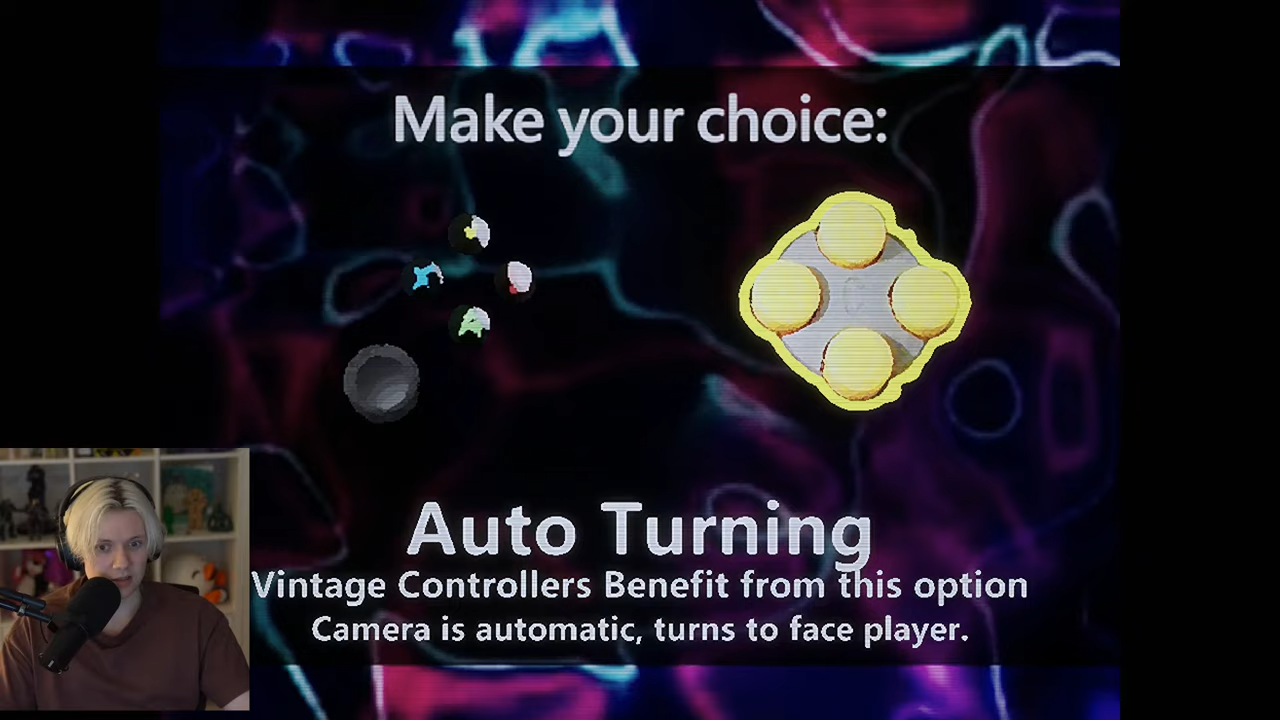 Make your choice:
Auto Turning
Vintage Controllers Benefit from this option
Camera is automatic, turns to face player.